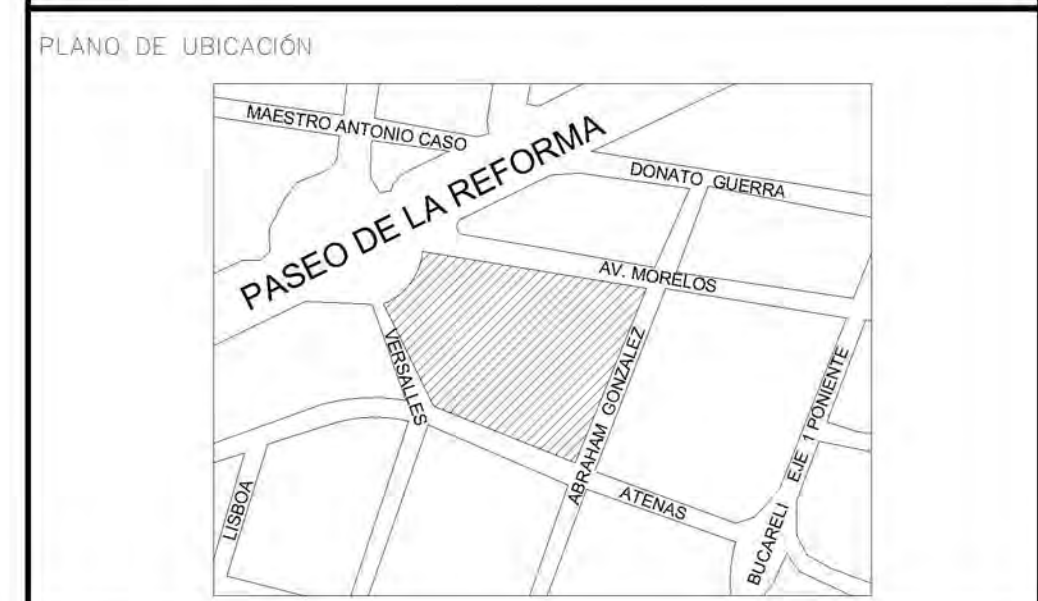 PLANO DE UBICACIÓN
MAESTRO ANTONIO CASO
PASEO DE LA REFORMA
DONATO GUERRA
AV. MORELOS
VERSALLES
ABRAHAM GONZALEZ
EJE 1 PONIENTE
LISBOA
ATENAS
BUCARELI